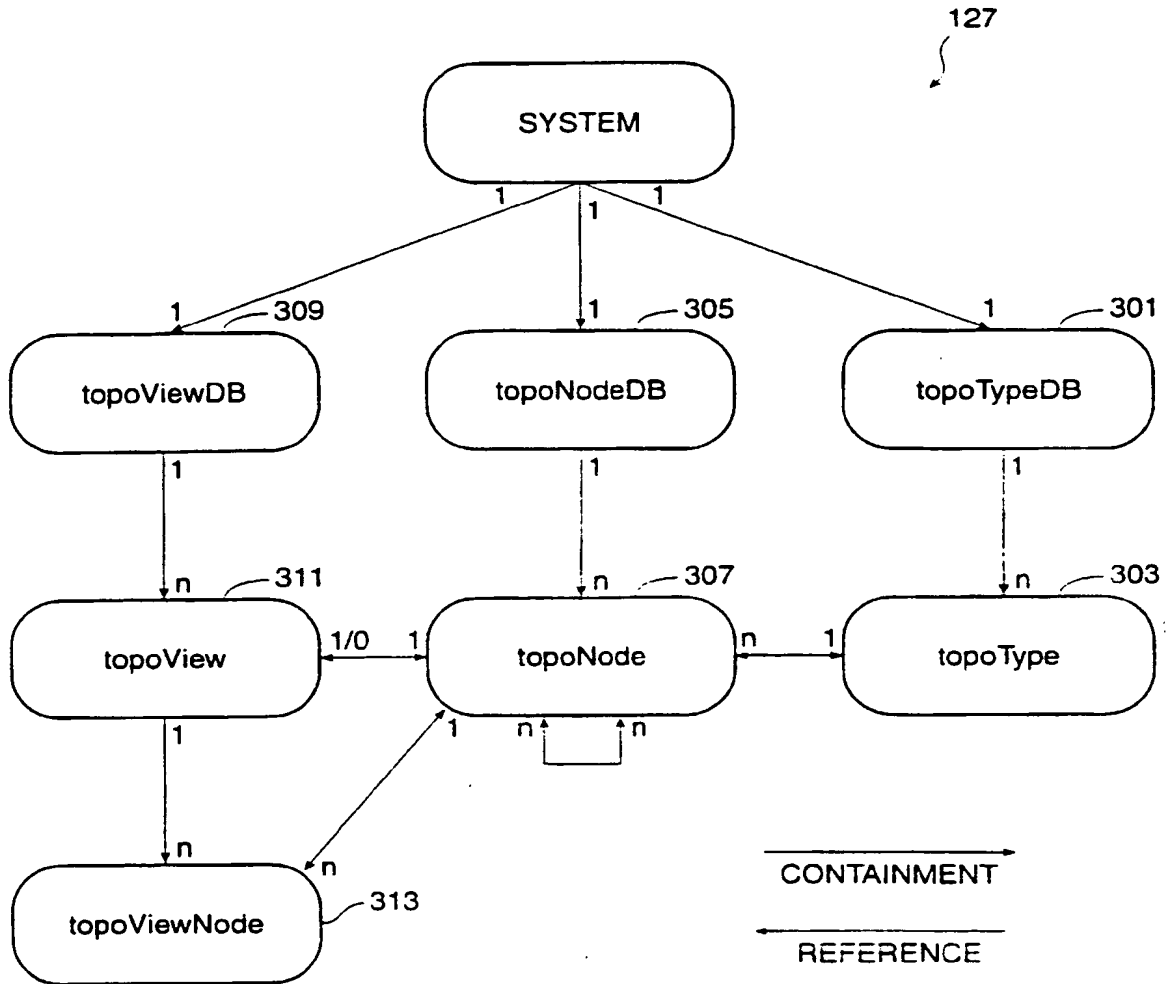 127
SYSTEM
1 1 1
1 309 1 305 1 301
topoViewDB topoNodeDB topoTypeDB
1 1 1
n 311 n 307 n 303
topoView 1/0 1 topoNode n 1 topoType
1 1 n n
n n
topoViewNode 313
CONTAINMENT
REFERENCE